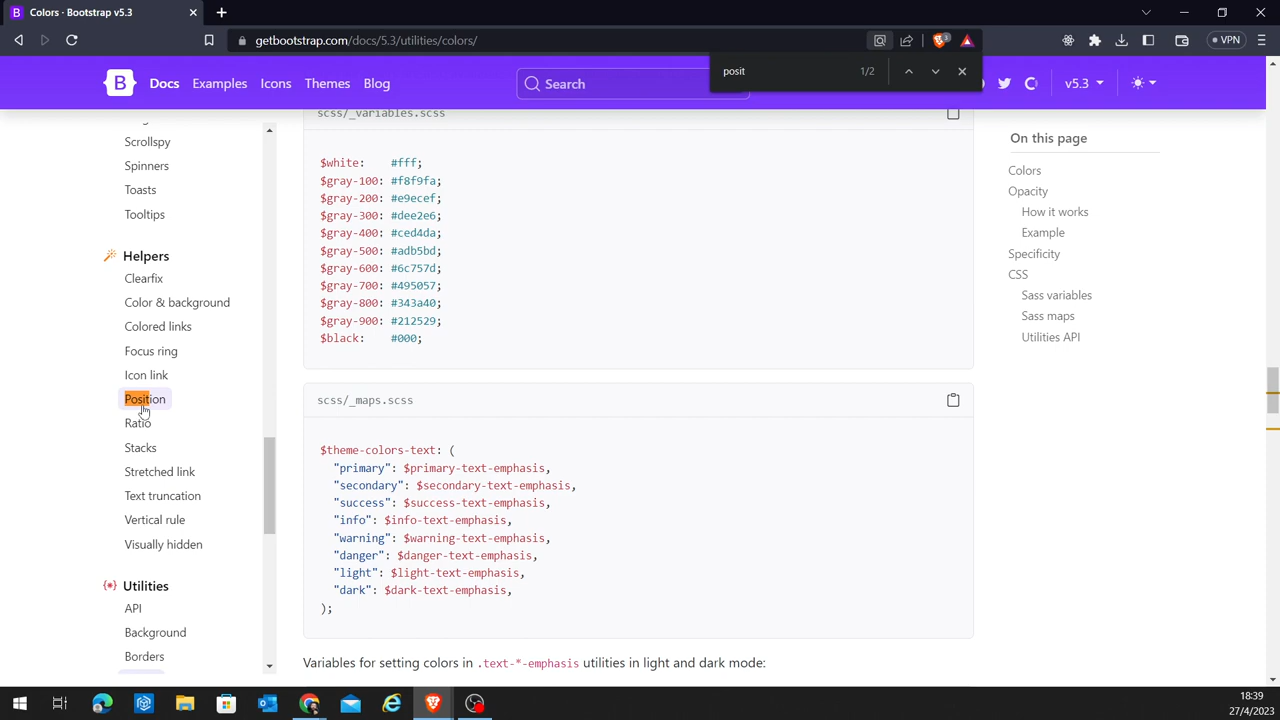 Colors · Bootstrap v5.3
getbootstrap.com/docs/5.3/utilities/colors/
VPN
posit
1/2
Docs Examples Icons Themes Blog
Search
v5.3
Scrollspy
Spinners
Toasts
Tooltips
Helpers
Clearfix
Color & background
Colored links
Focus ring
Icon link
Position
Ratio
Stacks
Stretched link
Text truncation
Vertical rule
Visually hidden
Utilities
API
Background
Borders
scss/_variables.scss
$white: #fff;
$gray-100: #f8f9fa;
$gray-200: #e9ecef;
$gray-300: #dee2e6;
$gray-400: #ced4da;
$gray-500: #adb5bd;
$gray-600: #6c757d;
$gray-700: #495057;
$gray-800: #343a40;
$gray-900: #212529;
$black: #000;
scss/_maps.scss
$theme-colors-text: (
"primary": $primary-text-emphasis,
"secondary": $secondary-text-emphasis,
"success": $success-text-emphasis,
"info": $info-text-emphasis,
"warning": $warning-text-emphasis,
"danger": $danger-text-emphasis,
"light": $light-text-emphasis,
"dark": $dark-text-emphasis,
);
Variables for setting colors in .text-*-emphasis utilities in light and dark mode:
On this page
Colors
Opacity
How it works
Example
Specificity
CSS
Sass variables
Sass maps
Utilities API
18:39
27/4/2023